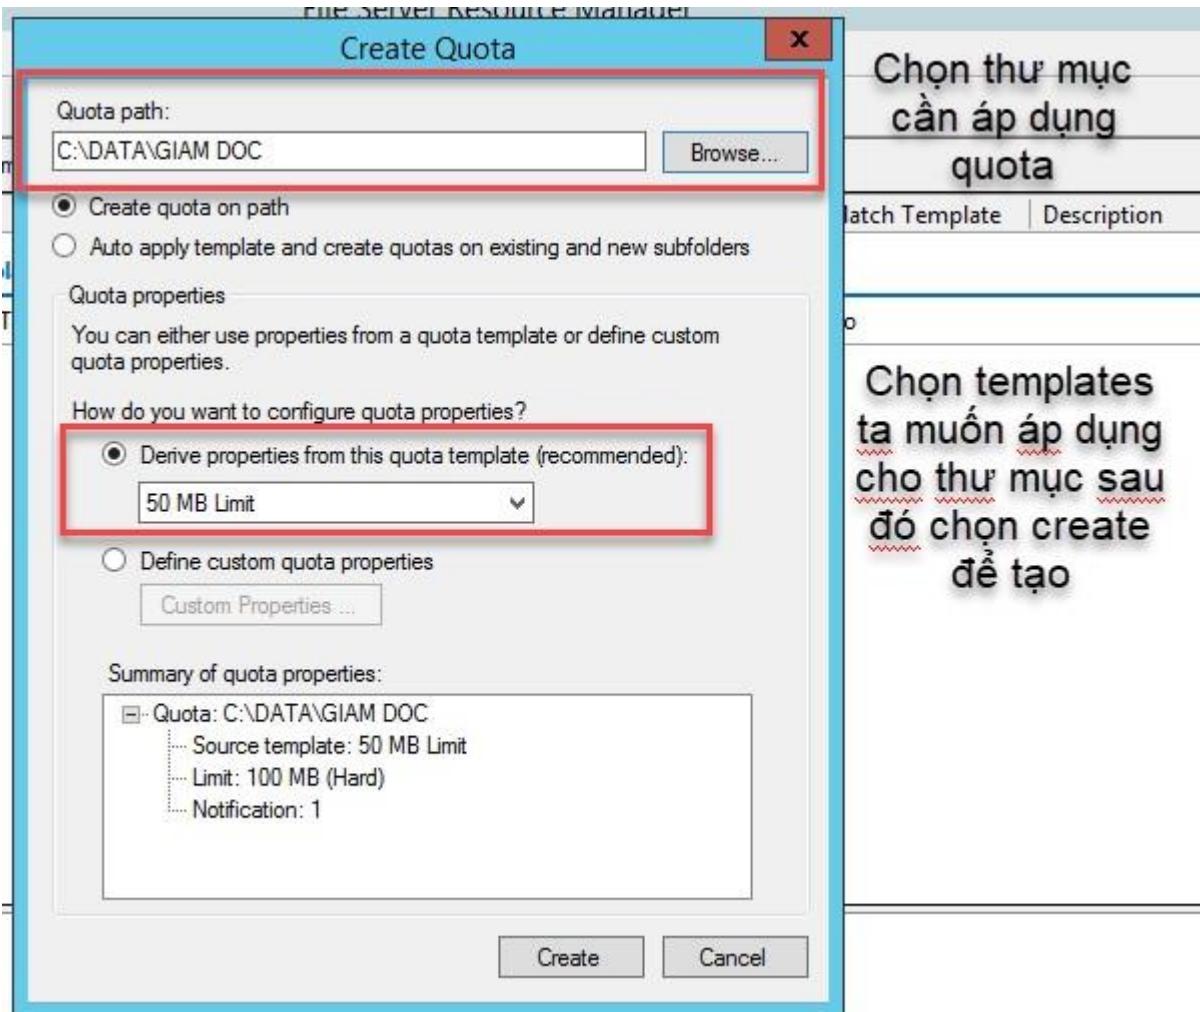 File Server Resource Manager
Create Quota
x
Chọn thư mục
cần áp dụng
quota
Quota path:
C:\DATA\GIAM DOC
Browse...
Create quota on path
Auto apply template and create quotas on existing and new subfolders
Match Template
Description
Quota properties
You can either use properties from a quota template or define custom
quota properties.
How do you want to configure quota properties?
Derive properties from this quota template (recommended):
50 MB Limit
Define custom quota properties
Custom Properties ...
Chọn templates
ta muốn áp dụng
cho thư mục sau
đó chọn create
để tạo
Summary of quota properties:
Quota: C:\DATA\GIAM DOC
Source template: 50 MB Limit
Limit: 100 MB (Hard)
Notification: 1
Create
Cancel